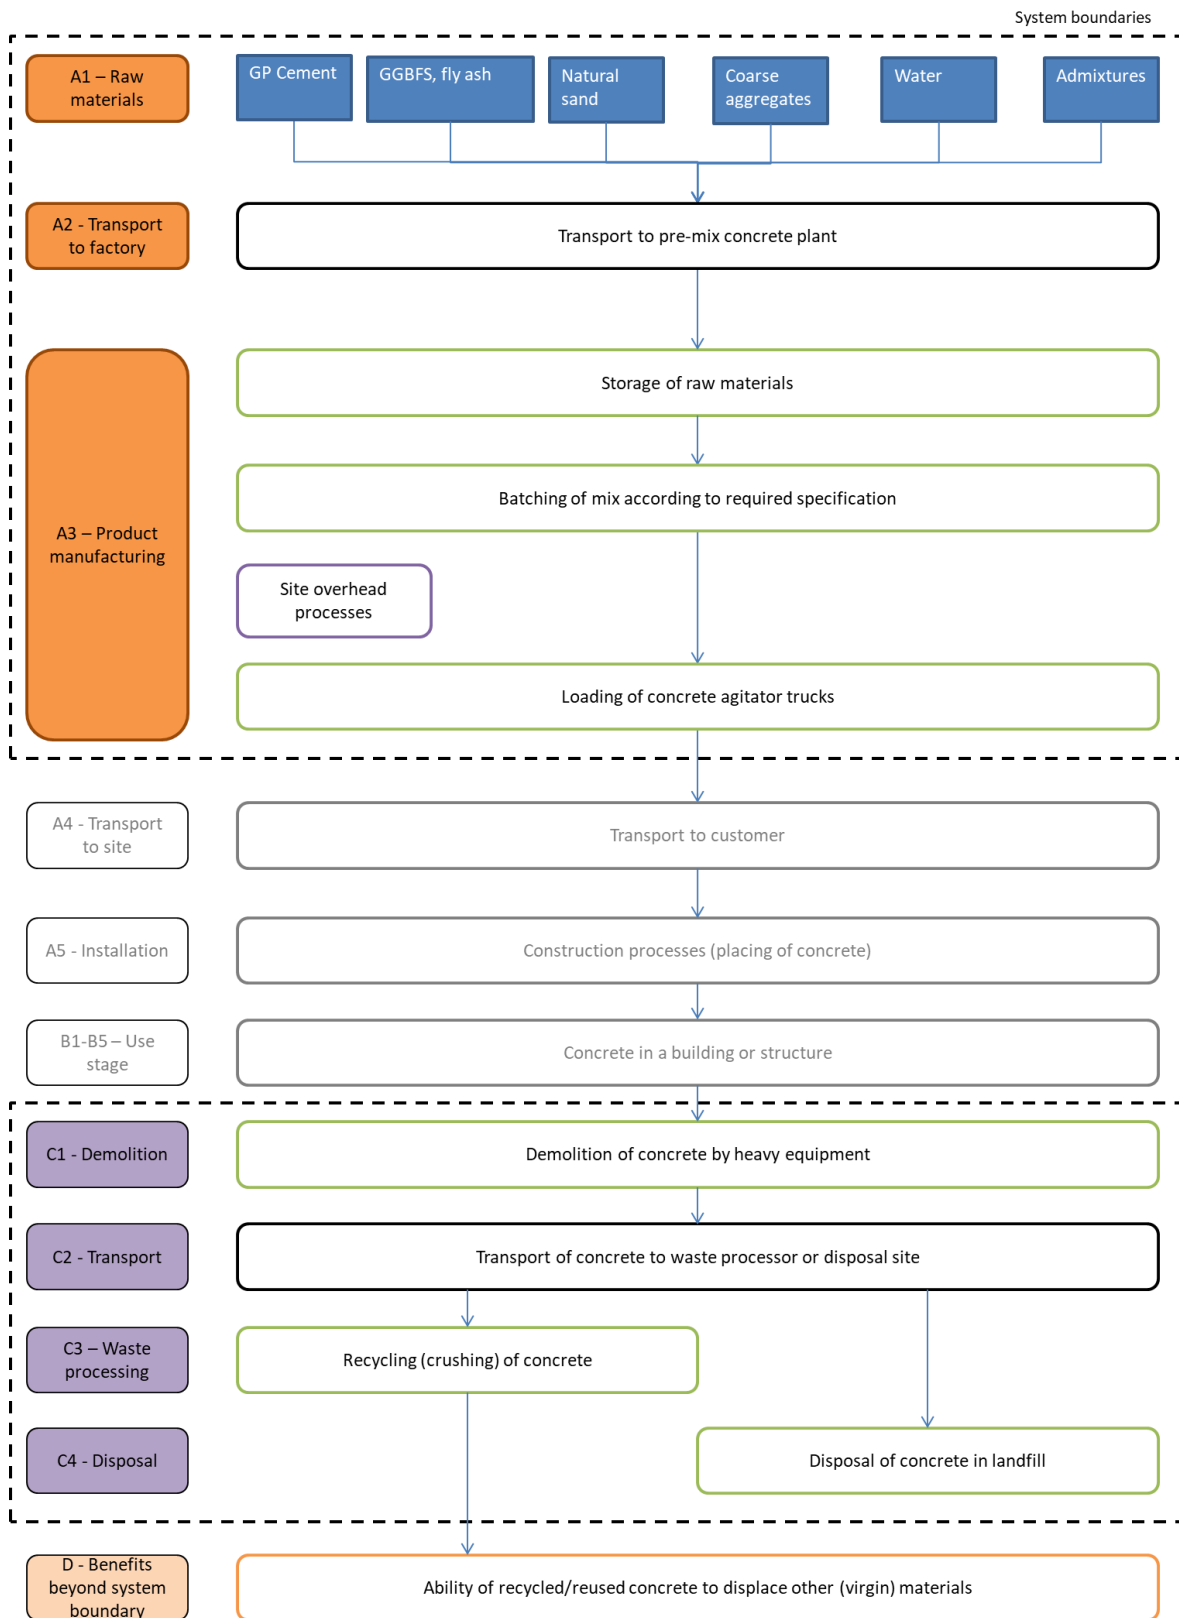 System boundaries
A1 – Raw
materials
GP Cement
GGBFS, fly ash
Natural
sand
Coarse
aggregates
Water
Admixtures
A2 - Transport
to factory
Transport to pre-mix concrete plant
A3 – Product
manufacturing
Storage of raw materials
Batching of mix according to required specification
Site overhead
processes
Loading of concrete agitator trucks
A4 - Transport
to site
Transport to customer
A5 - Installation
Construction processes (placing of concrete)
B1-B5 – Use
stage
Concrete in a building or structure
C1 - Demolition
Demolition of concrete by heavy equipment
C2 - Transport
Transport of concrete to waste processor or disposal site
C3 – Waste
processing
Recycling (crushing) of concrete
C4 - Disposal
Disposal of concrete in landfill
D - Benefits
beyond system
boundary
Ability of recycled/reused concrete to displace other (virgin) materials